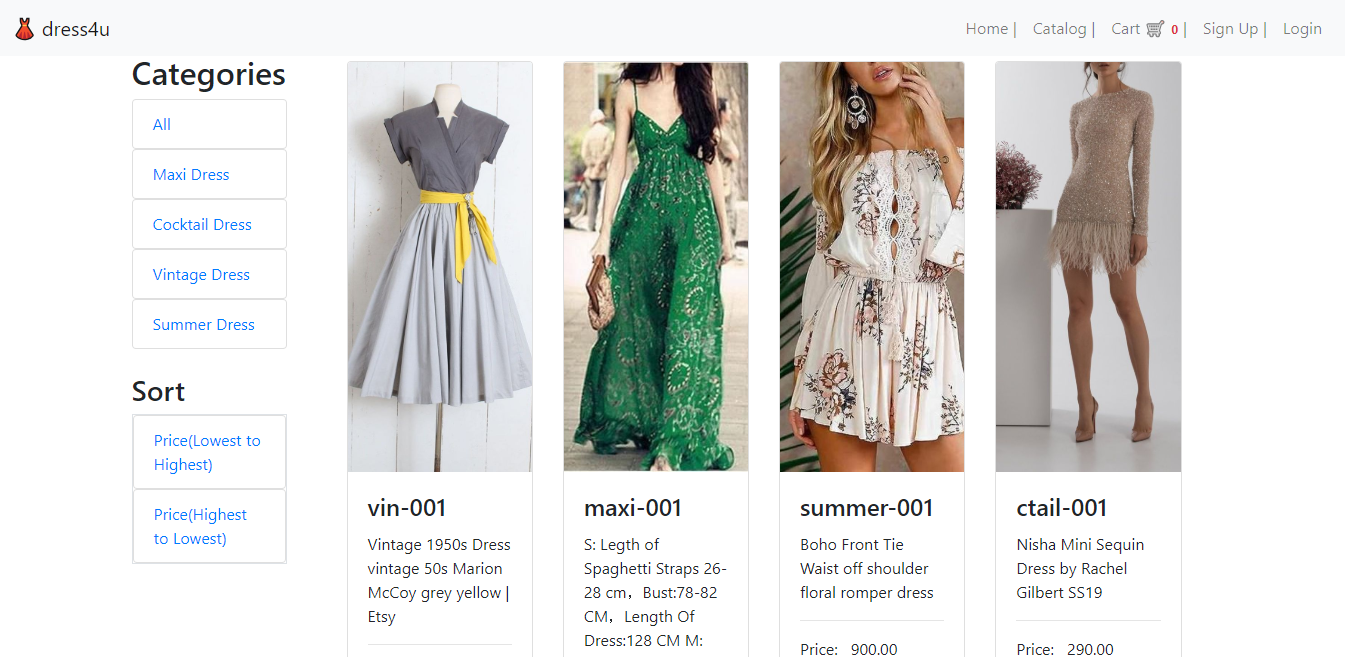 dress4u
Home |
Catalog |
Cart 0 |
Sign Up |
Login
Categories
All
Maxi Dress
Cocktail Dress
Vintage Dress
Summer Dress
Sort
Price(Lowest to
Highest)
Price(Highest
to Lowest)
vin-001
Vintage 1950s Dress
vintage 50s Marion
McCoy grey yellow |
Etsy
maxi-001
S: Legth of
Spaghetti Straps 26-
28 cm，Bust:78-82
CM，Length Of
Dress:128 CM M:
summer-001
Boho Front Tie
Waist off shoulder
floral romper dress
Price: 900.00
ctail-001
Nisha Mini Sequin
Dress by Rachel
Gilbert SS19
Price: 290.00